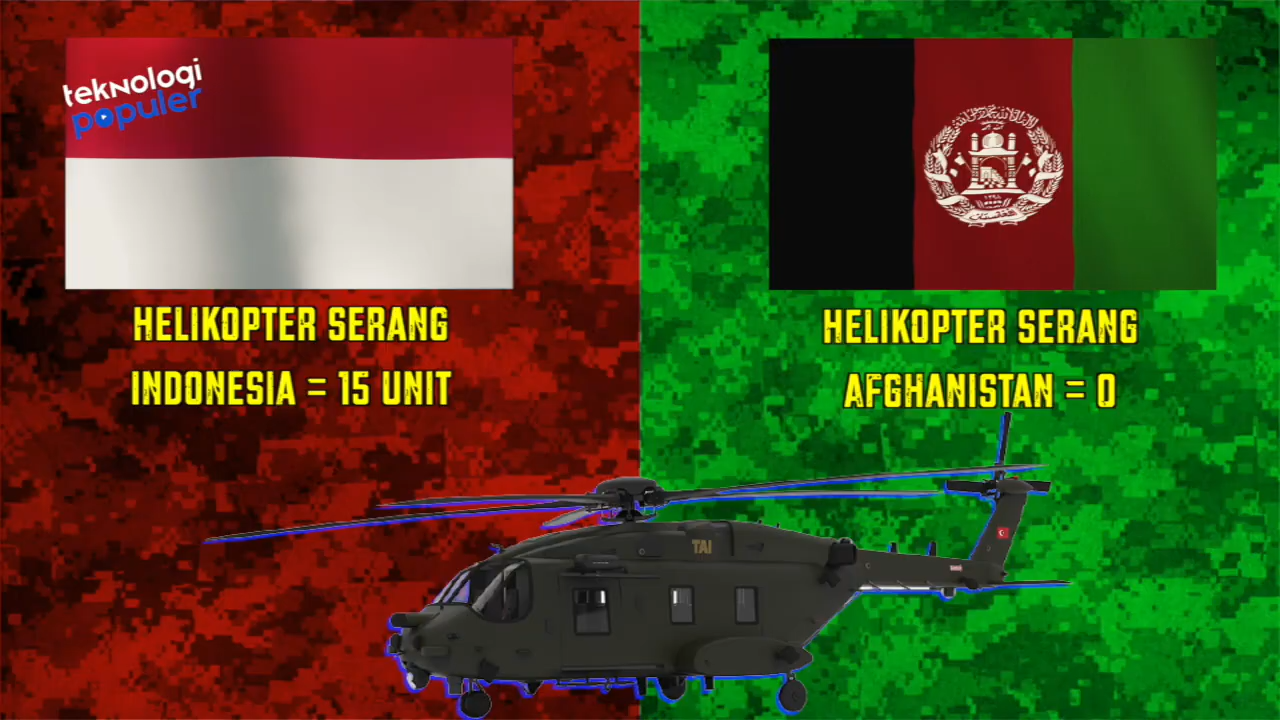 teknologi
populer
HELIKOPTER SERANG
INDONESIA = 15 UNIT
HELIKOPTER SERANG
AFGHANISTAN = 0
TAI